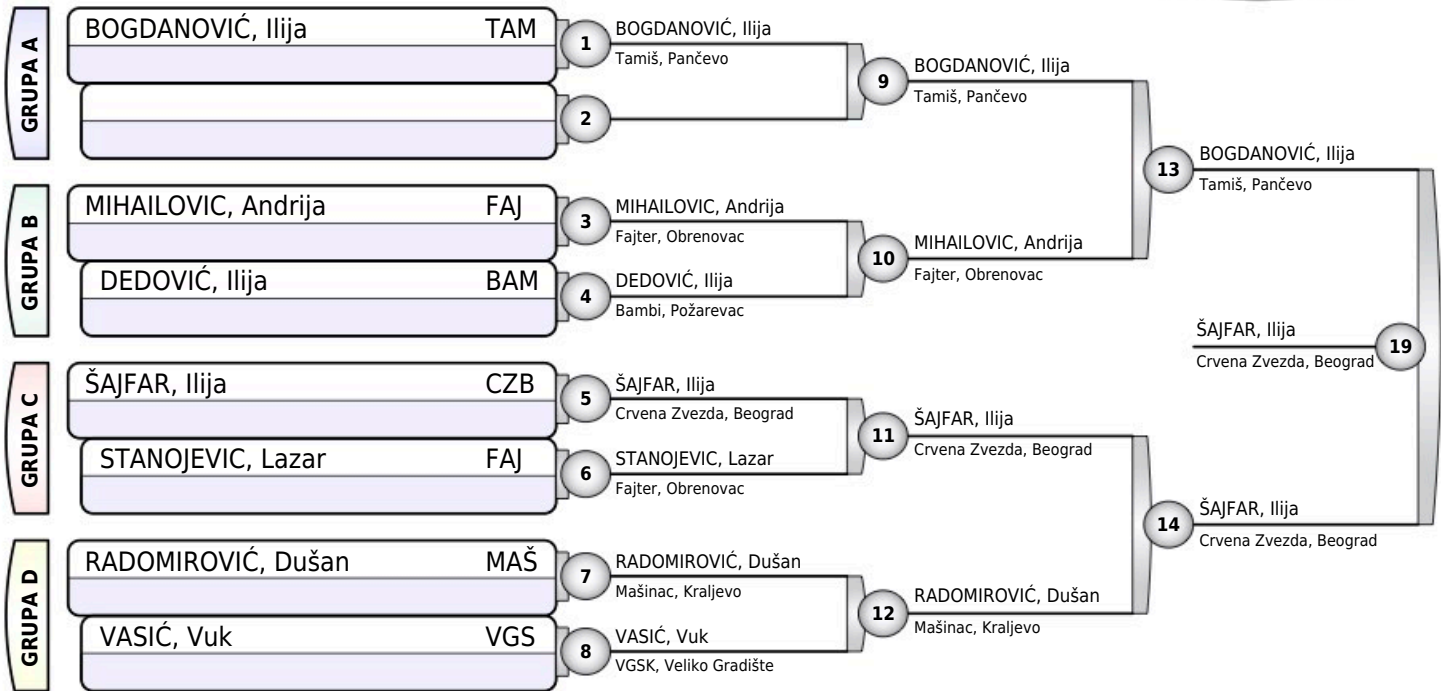 GRUPA A
BOGDANOVIĆ, Ilija TAM
1
BOGDANOVIĆ, Ilija
Tamiš, Pančevo
2
9
BOGDANOVIĆ, Ilija
Tamiš, Pančevo
GRUPA B
MIHAILOVIC, Andrija FAJ
3
MIHAILOVIC, Andrija
Fajter, Obrenovac
DEDOVIĆ, Ilija BAM
4
DEDOVIĆ, Ilija
Bambi, Požarevac
10
MIHAILOVIC, Andrija
Fajter, Obrenovac
13
BOGDANOVIĆ, Ilija
Tamiš, Pančevo
GRUPA C
ŠAJFAR, Ilija CZB
5
ŠAJFAR, Ilija
Crvena Zvezda, Beograd
STANOJEVIC, Lazar FAJ
6
STANOJEVIC, Lazar
Fajter, Obrenovac
11
ŠAJFAR, Ilija
Crvena Zvezda, Beograd
GRUPA D
RADOMIROVIĆ, Dušan MAŠ
7
RADOMIROVIĆ, Dušan
Mašinac, Kraljevo
VASIĆ, Vuk VGS
8
VASIĆ, Vuk
VGSK, Veliko Gradište
12
RADOMIROVIĆ, Dušan
Mašinac, Kraljevo
14
ŠAJFAR, Ilija
Crvena Zvezda, Beograd
ŠAJFAR, Ilija
Crvena Zvezda, Beograd
19